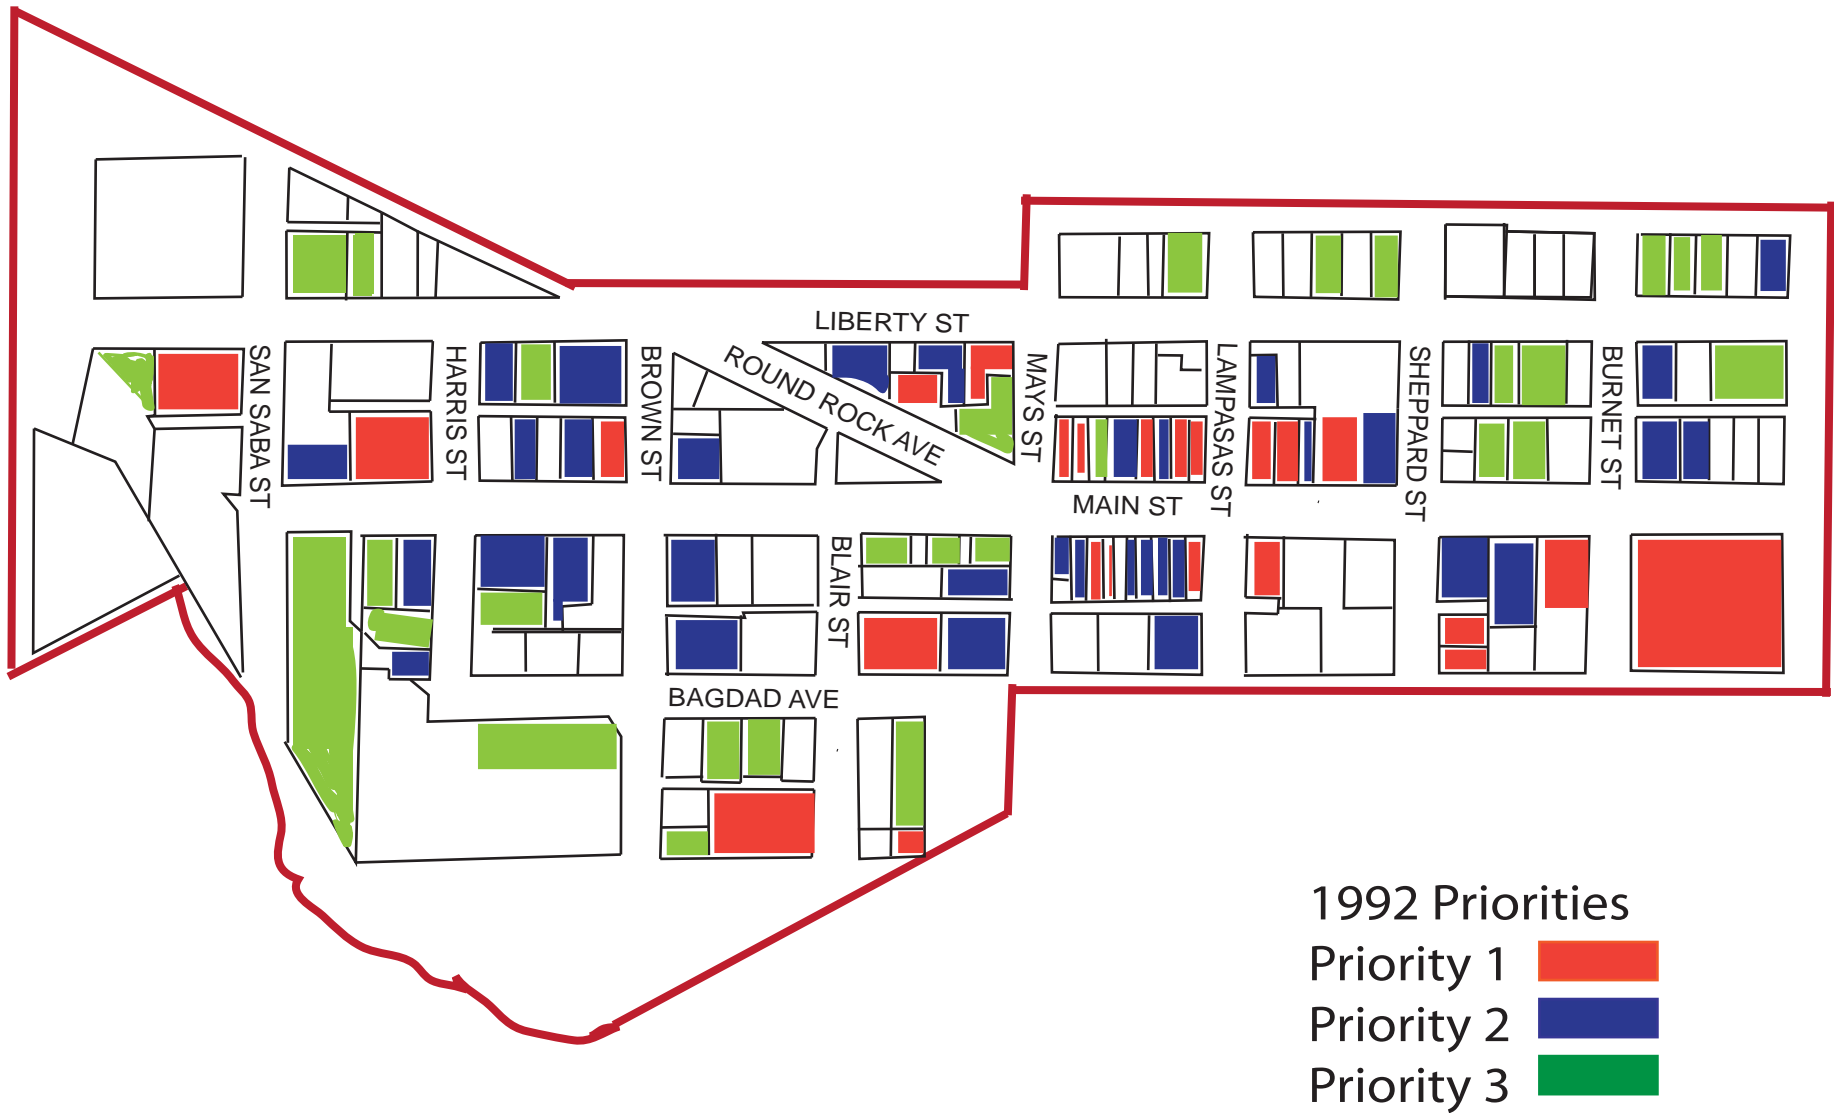 LIBERTY ST
ROUND ROCK AVE
SAN SABA ST
HARRIS ST
BROWN ST
MAYS ST
LAMPASAS ST
SHEPPARD ST
BURNET ST
MAIN ST
BLAIR ST
BAGDAD AVE
1992 Priorities
Priority 1
Priority 2
Priority 3